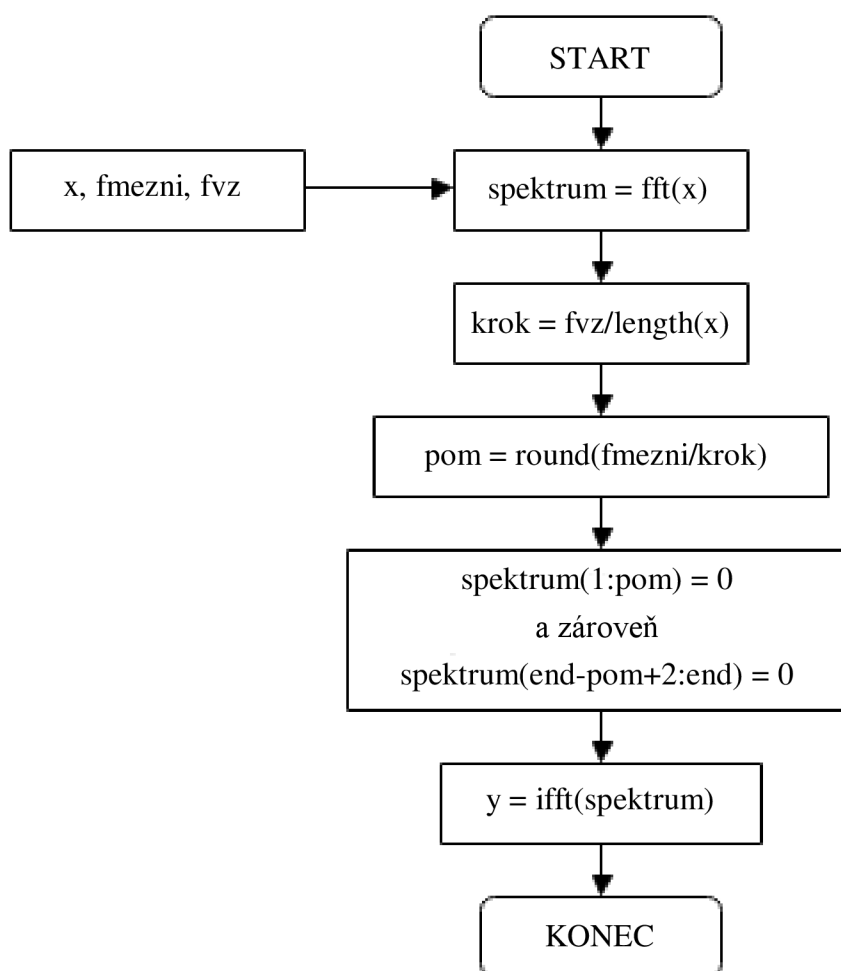 START
x, fmezni, fvz
spektrum = fft(x)
krok = fvz/length(x)
pom = round(fmezni/krok)
spektrum(1:pom) = 0
a zároveň
spektrum(end-pom+2:end) = 0
y = ifft(spektrum)
KONEC